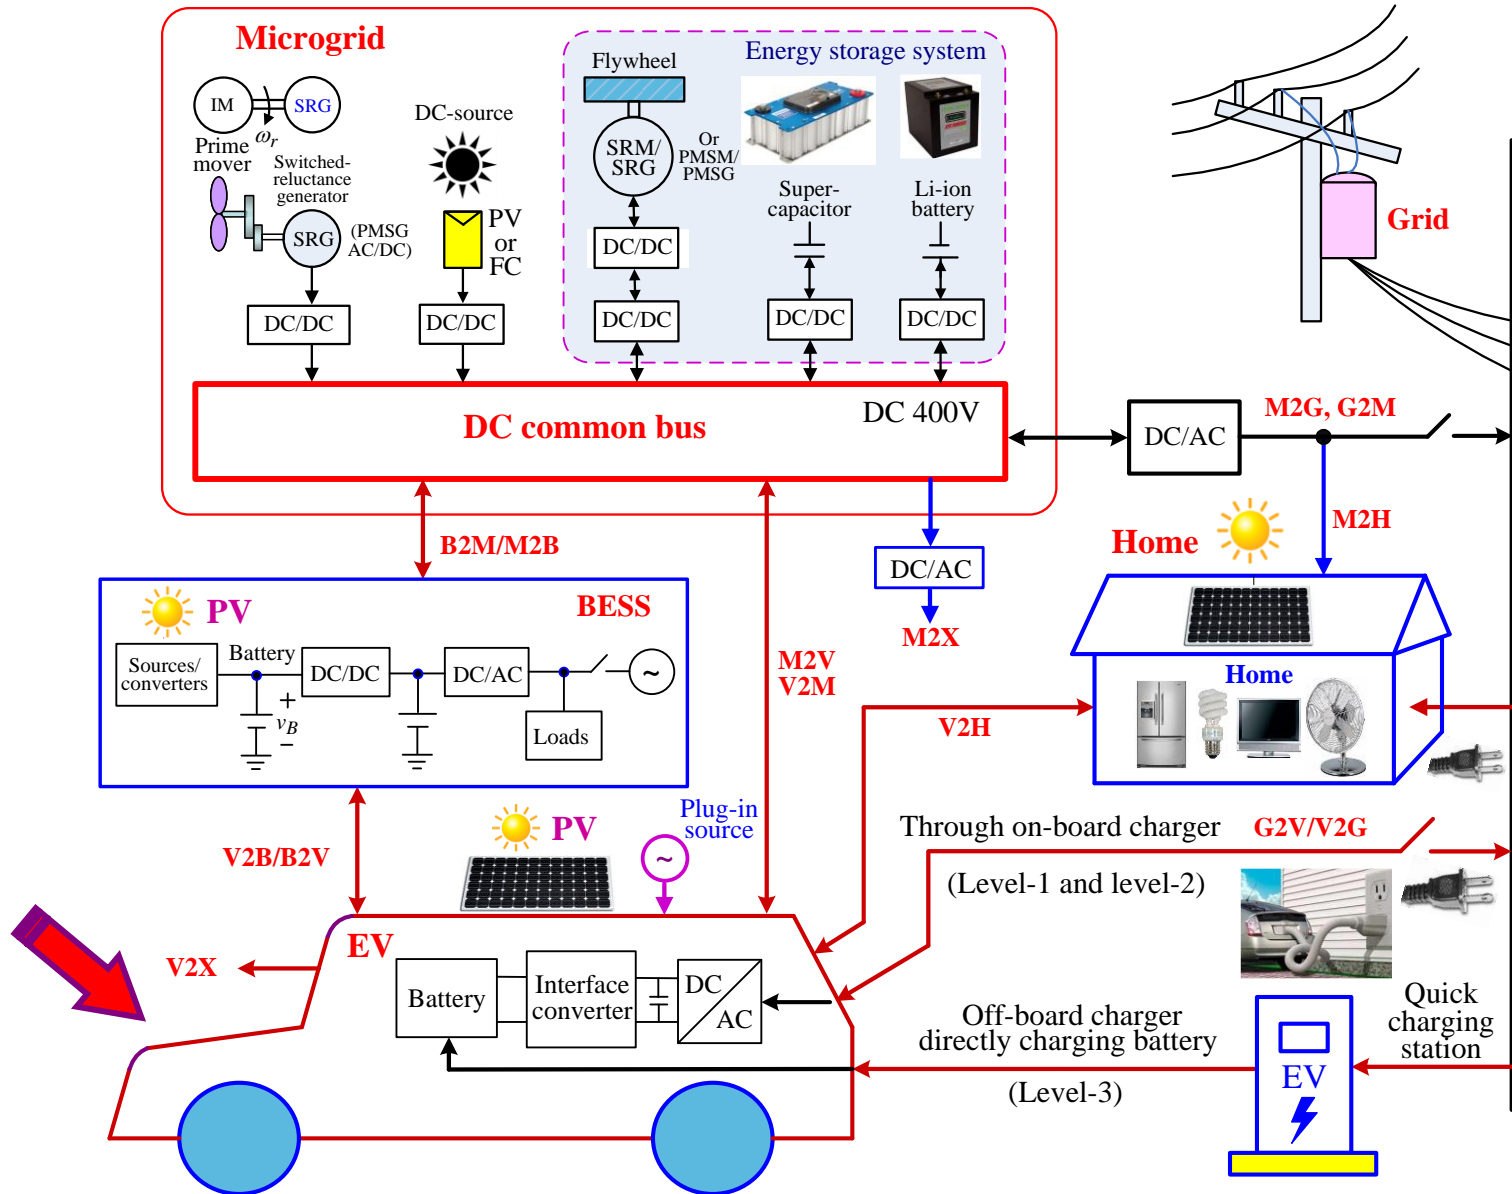 Microgrid
Energy storage system
Flywheel
IM
SRG
ωr
Prime
mover
Switched-
reluctance
generator
SRG
(PMSG
AC/DC)
DC-source
PV
or
FC
SRM/
SRG
Or
PMSM/
PMSG
Super-
capacitor
Li-ion
battery
DC/DC
DC/DC
DC/DC
DC/DC
DC/DC
DC/DC
DC 400V
DC common bus
Grid
M2G, G2M
DC/AC
M2H
B2M/M2B
DC/AC
M2X
Home
Home
PV
BESS
Sources/
converters
Battery
DC/DC
DC/AC
+
vB
−
~
Loads
M2V
V2M
V2H
V2B/B2V
PV
Plug-in
source
~
Through on-board charger
G2V/V2G
(Level-1 and level-2)
EV
V2X
Battery
Interface
converter
DC
AC
Off-board charger
directly charging battery
(Level-3)
Quick
charging
station
EV